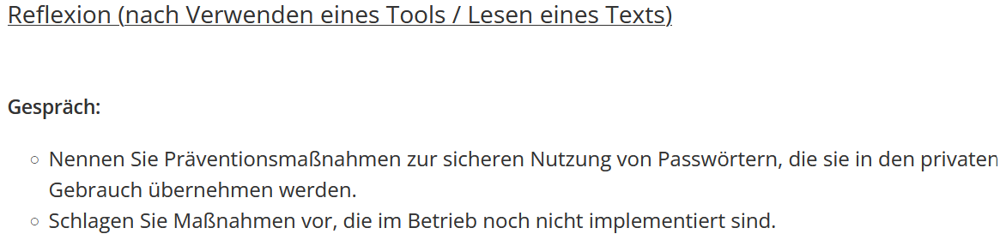 Reflexion (nach Verwenden eines Tools / Lesen eines Texts)
Gespräch:
○ Nennen Sie Präventionsmaßnahmen zur sicheren Nutzung von Passwörtern, die sie in den privaten
Gebrauch übernehmen werden.
○ Schlagen Sie Maßnahmen vor, die im Betrieb noch nicht implementiert sind.